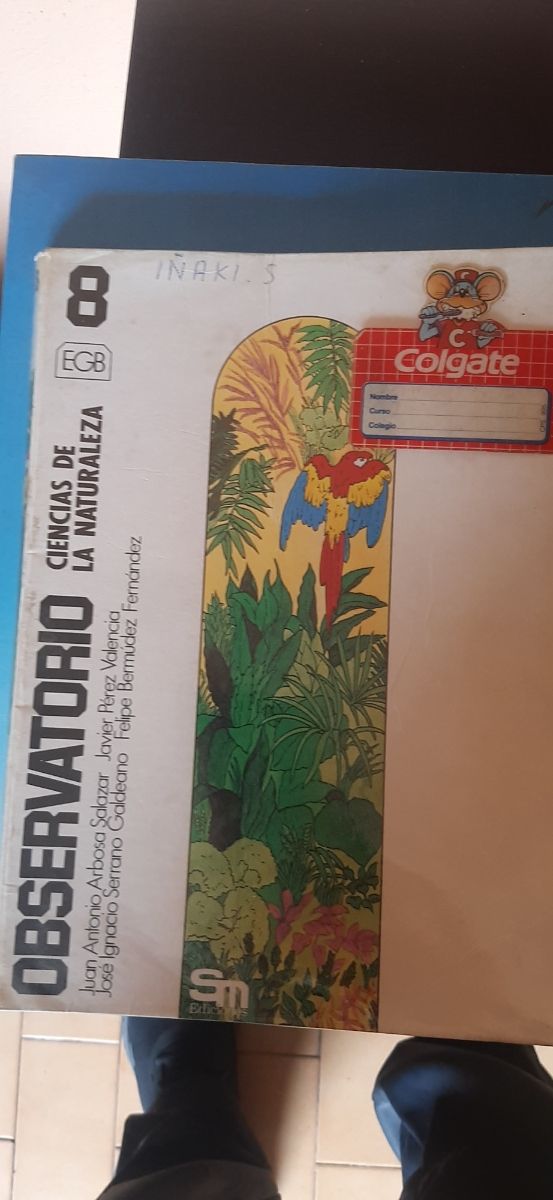 OBSERVATORIO
CIENCIAS DE
LA NATURALEZA
EGB
8
Juan Antonio Arbosa Salazar Javier Pérez Valencia
José Ignacio Serrano Galdeano Felipe Bermúdez Fernández
IÑAKI. S
C
C
Colgate
Nombre
Curso
Colegio
Sm
Ediciones